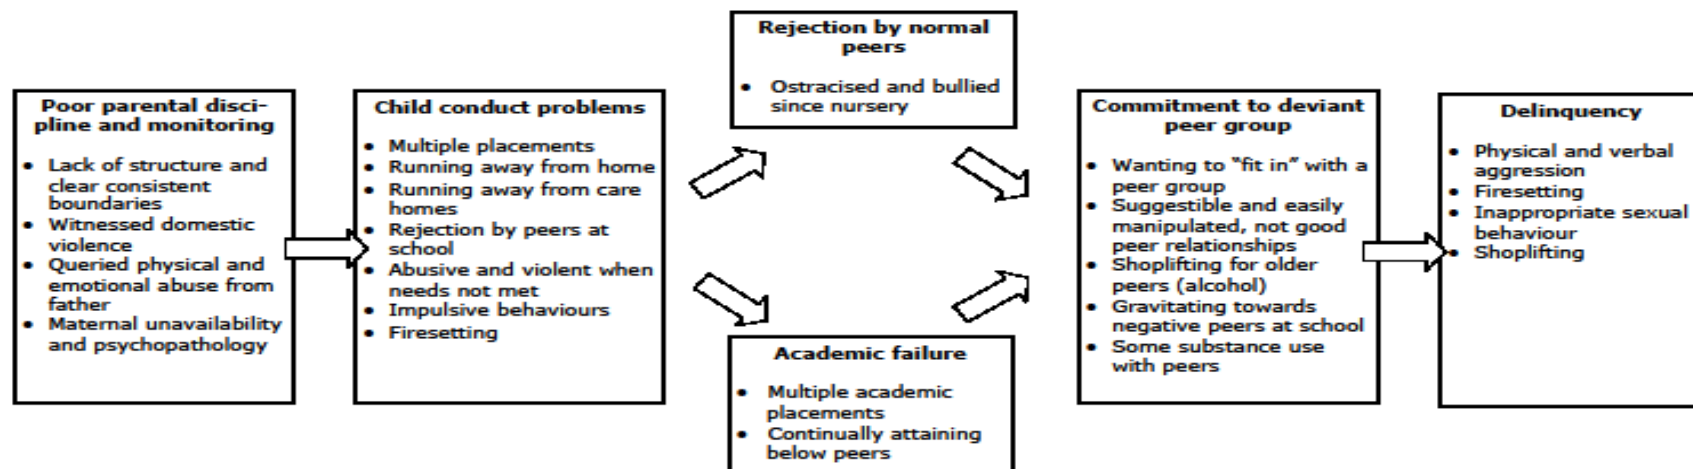 Poor parental disci-
pline and monitoring
• Lack of structure and
clear consistent
boundaries
• Witnessed domestic
violence
• Queried physical and
emotional abuse from
father
• Maternal unavailability
and psychopathology
Child conduct problems
• Multiple placements
• Running away from home
• Running away from care
homes
• Rejection by peers at
school
• Abusive and violent when
needs not met
• Impulsive behaviours
• Firesetting
Rejection by normal
peers
• Ostracised and bullied
since nursery
Academic failure
• Multiple academic
placements
• Continually attaining
below peers
Commitment to deviant
peer group
• Wanting to “fit in” with a
peer group
• Suggestible and easily
manipulated, not good
peer relationships
• Shoplifting for older
peers (alcohol)
• Gravitating towards
negative peers at school
• Some substance use
with peers
Delinquency
• Physical and verbal
aggression
• Firesetting
• Inappropriate sexual
behaviour
• Shoplifting